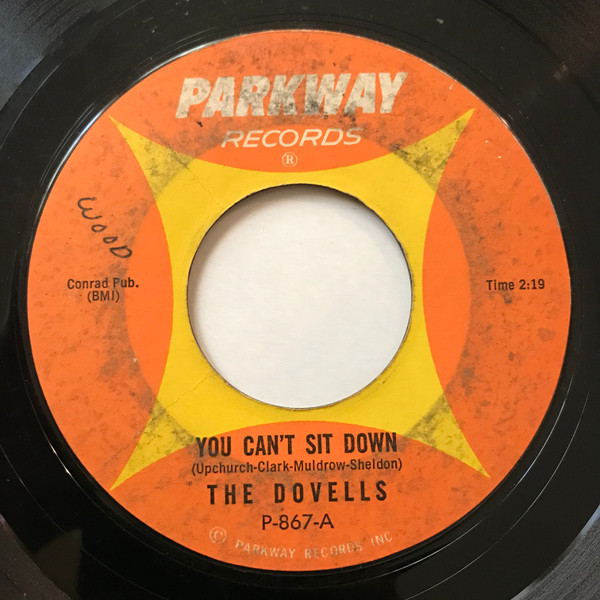 PARKWAY
RECORDS
®
WOOD
Conrad Pub.
(BMI)
Time 2:19
YOU CAN'T SIT DOWN
(Upchurch-Clark-Muldrow-Sheldon)
THE DOVELLS
P-867-A
© PARKWAY RECORDS INC